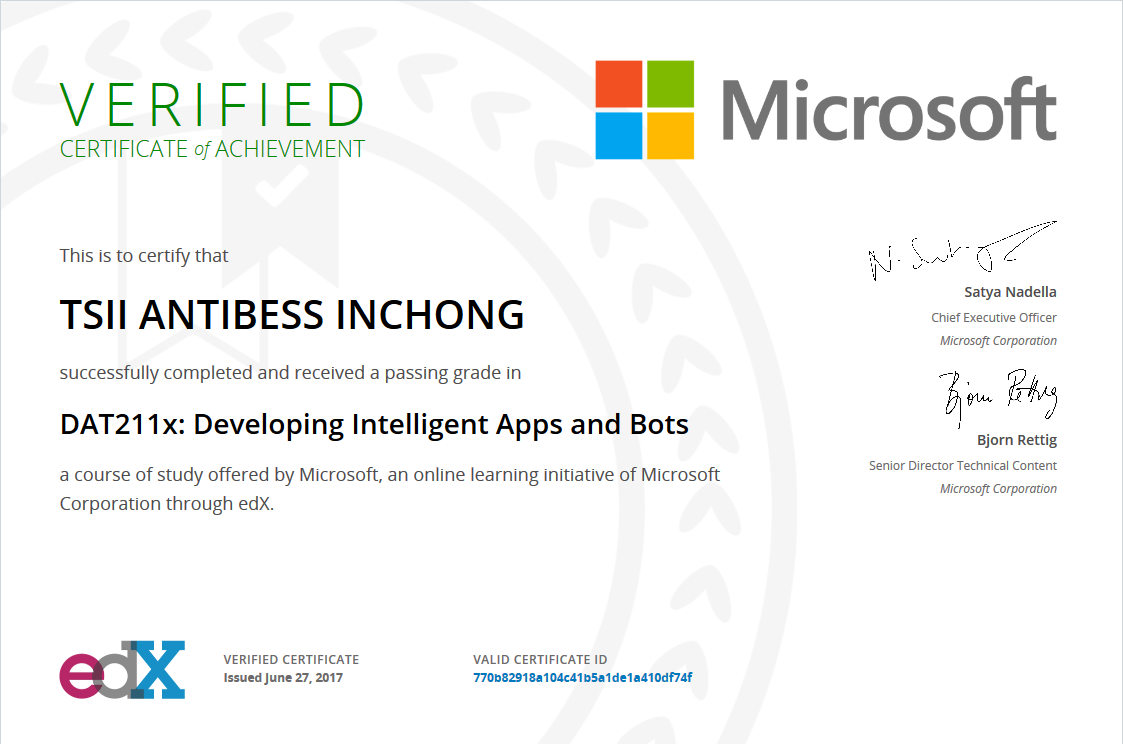 VERIFIED
CERTIFICATE of ACHIEVEMENT
Microsoft
This is to certify that
TSII ANTIBESS INCHONG
successfully completed and received a passing grade in
DAT211x: Developing Intelligent Apps and Bots
a course of study offered by Microsoft, an online learning initiative of Microsoft
Corporation through edX.
N. Satya
Satya Nadella
Chief Executive Officer
Microsoft Corporation
Bjorn Rettig
Bjorn Rettig
Senior Director Technical Content
Microsoft Corporation
edX
VERIFIED CERTIFICATE
Issued June 27, 2017
VALID CERTIFICATE ID
770b82918a104c41b5a1de1a410df74f